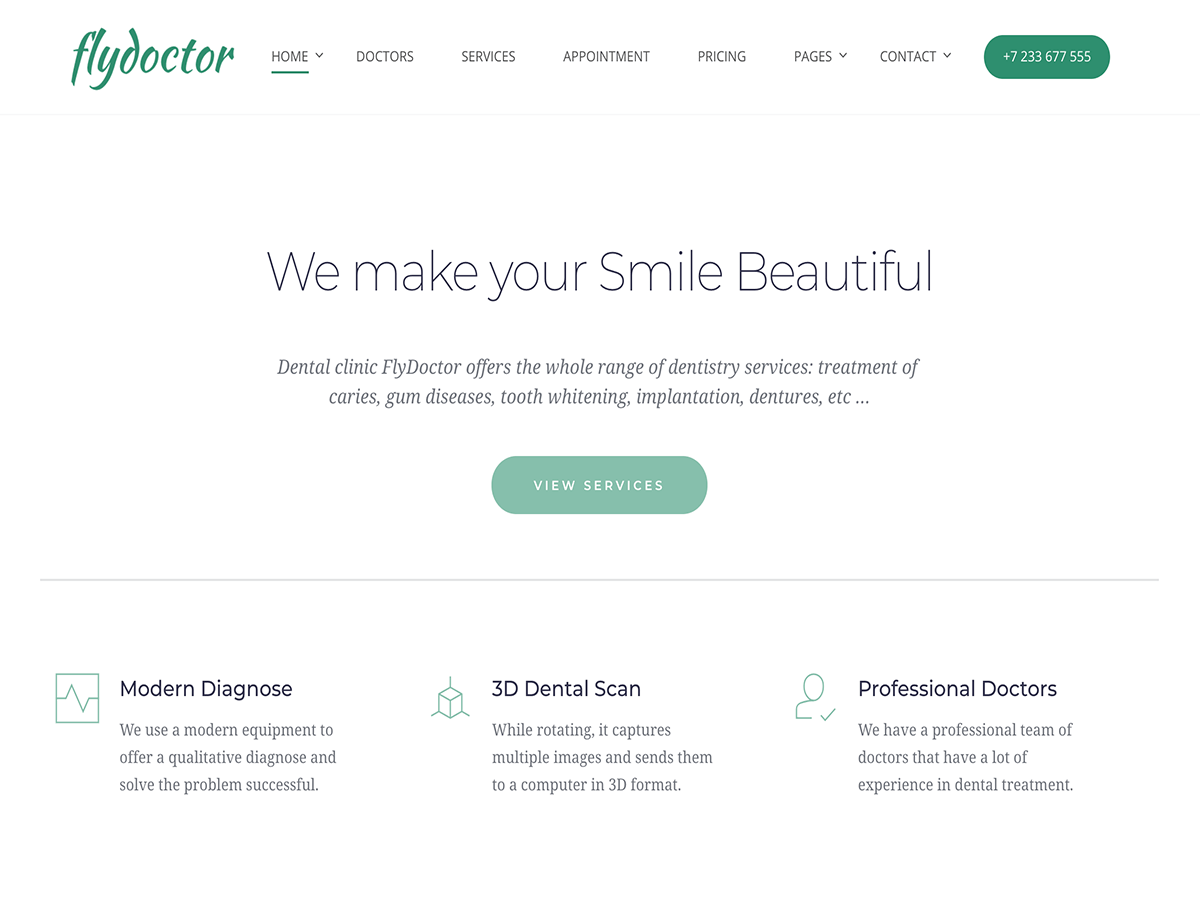 flydoctor
HOME
DOCTORS
SERVICES
APPOINTMENT
PRICING
PAGES
CONTACT
+7 233 677 555
We make your Smile Beautiful
Dental clinic FlyDoctor offers the whole range of dentistry services: treatment of
caries, gum diseases, tooth whitening, implantation, dentures, etc ...
VIEW SERVICES
Modern Diagnose
We use a modern equipment to
offer a qualitative diagnose and
solve the problem successful.
3D Dental Scan
While rotating, it captures
multiple images and sends them
to a computer in 3D format.
Professional Doctors
We have a professional team of
doctors that have a lot of
experience in dental treatment.